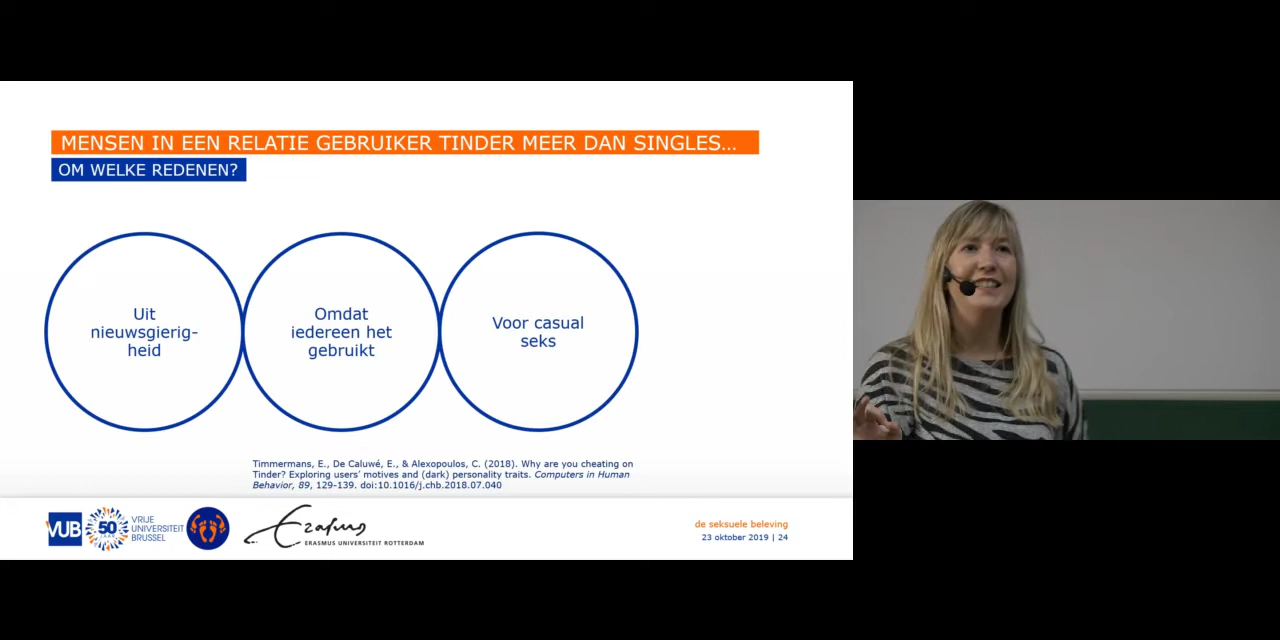 MENSEN IN EEN RELATIE GEBRUIKER TINDER MEER DAN SINGLES...
OM WELKE REDENEN?
Uit
nieuwsgierig-
heid
Omdat
iedereen het
gebruikt
Voor casual
seks
Timmermans, E., De Caluwé, E., & Alexopoulos, C. (2018). Why are you cheating on
Tinder? Exploring users' motives and (dark) personality traits. Computers in Human
Behavior, 89, 129-139. doi:10.1016/j.chb.2018.07.040
VUB
50
JAAR
VRIJE
UNIVERSITEIT
BRUSSEL
Erasmus
ERASMUS UNIVERSITEIT ROTTERDAM
de seksuele beleving
23 oktober 2019 | 24